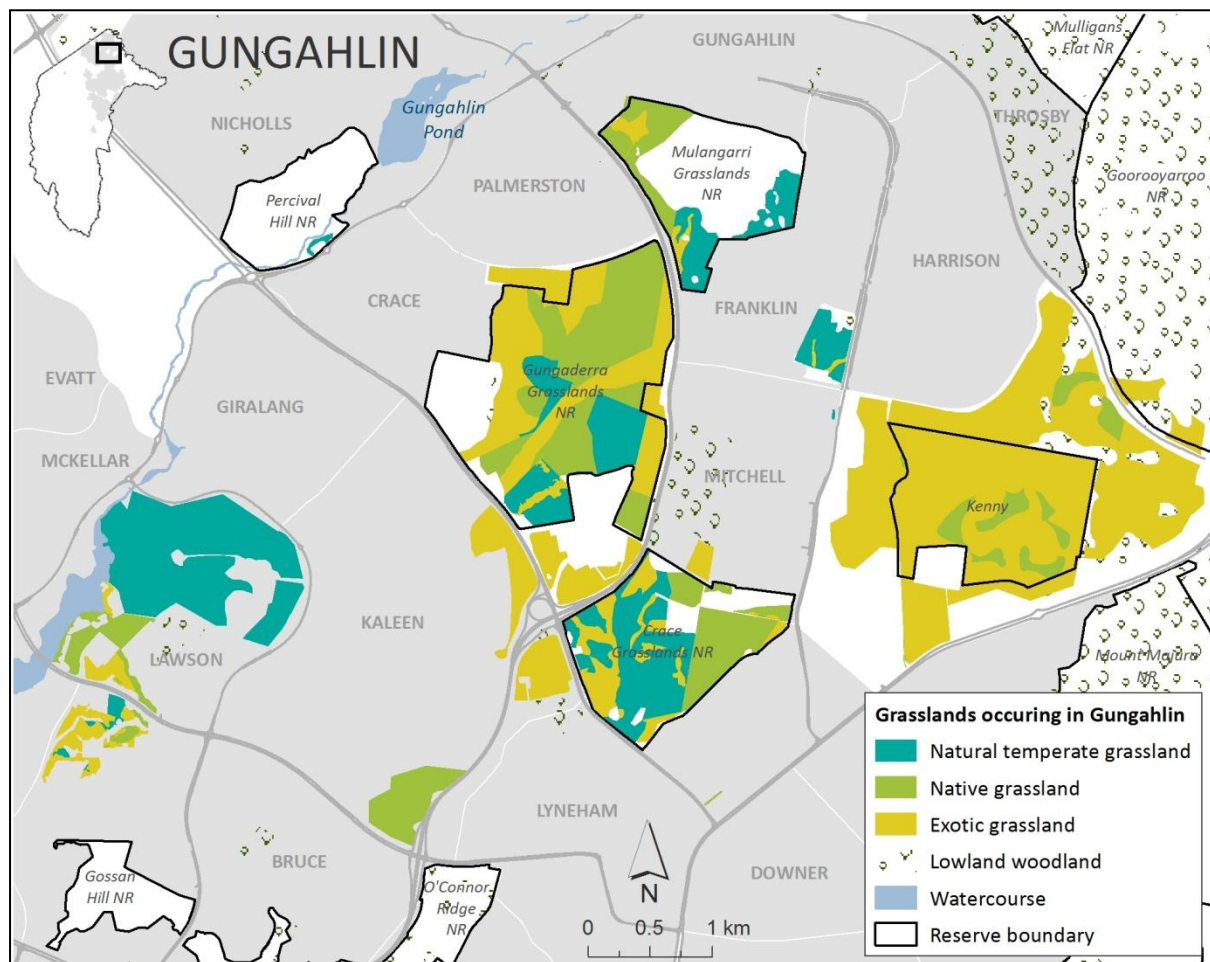 GUNGAHLIN
GUNGAHLIN
Mulligans
Flat NR
Gungahlin
Pond
NICHOLLS
THROSBY
Mulangarri
Grasslands
NR
PALMERSTON
Goorooyarroo
NR
Percival
Hill NR
HARRISON
CRACE
FRANKLIN
EVATT
Gungaderra
Grasslands
NR
GIRALANG
MCKELLAR
MITCHELL
Kenny
KALEEN
Crace
Grasslands NR
LAWSON
Mount Majura
NR
LYNEHAM
BRUCE
DOWNER
Gossan
Hill NR
O'Connor
Ridge
NR
N
0 0.5 1 km
Grasslands occuring in Gungahlin
Natural temperate grassland
Native grassland
Exotic grassland
Lowland woodland
Watercourse
Reserve boundary